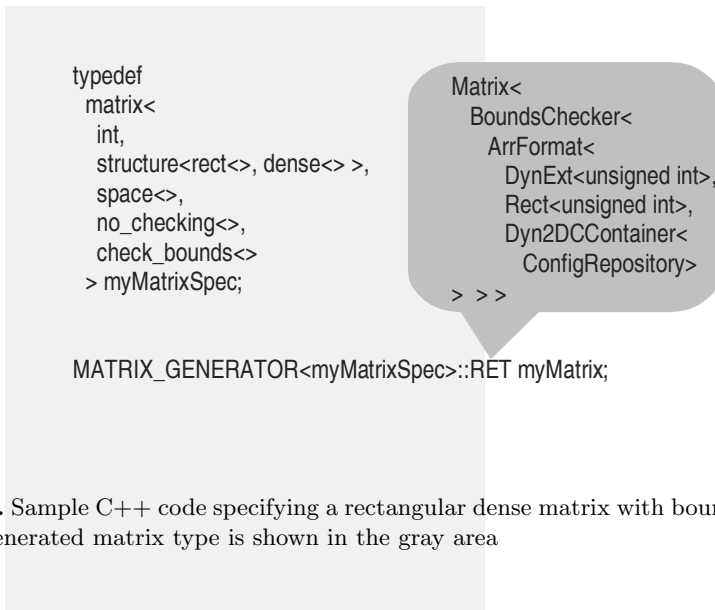 typedef
matrix<
int,
structure<rect<>, dense<> >,
space<>,
no_checking<>,
check_bounds<>
> myMatrixSpec;
Matrix<
BoundsChecker<
ArrFormat<
DynExt<unsigned int>,
Rect<unsigned int>,
Dyn2DCContainer<
ConfigRepository>
> > >
MATRIX_GENERATOR<myMatrixSpec>::RET myMatrix;
. Sample C++ code specifying a rectangular dense matrix with
matrix type is shown in the gray area